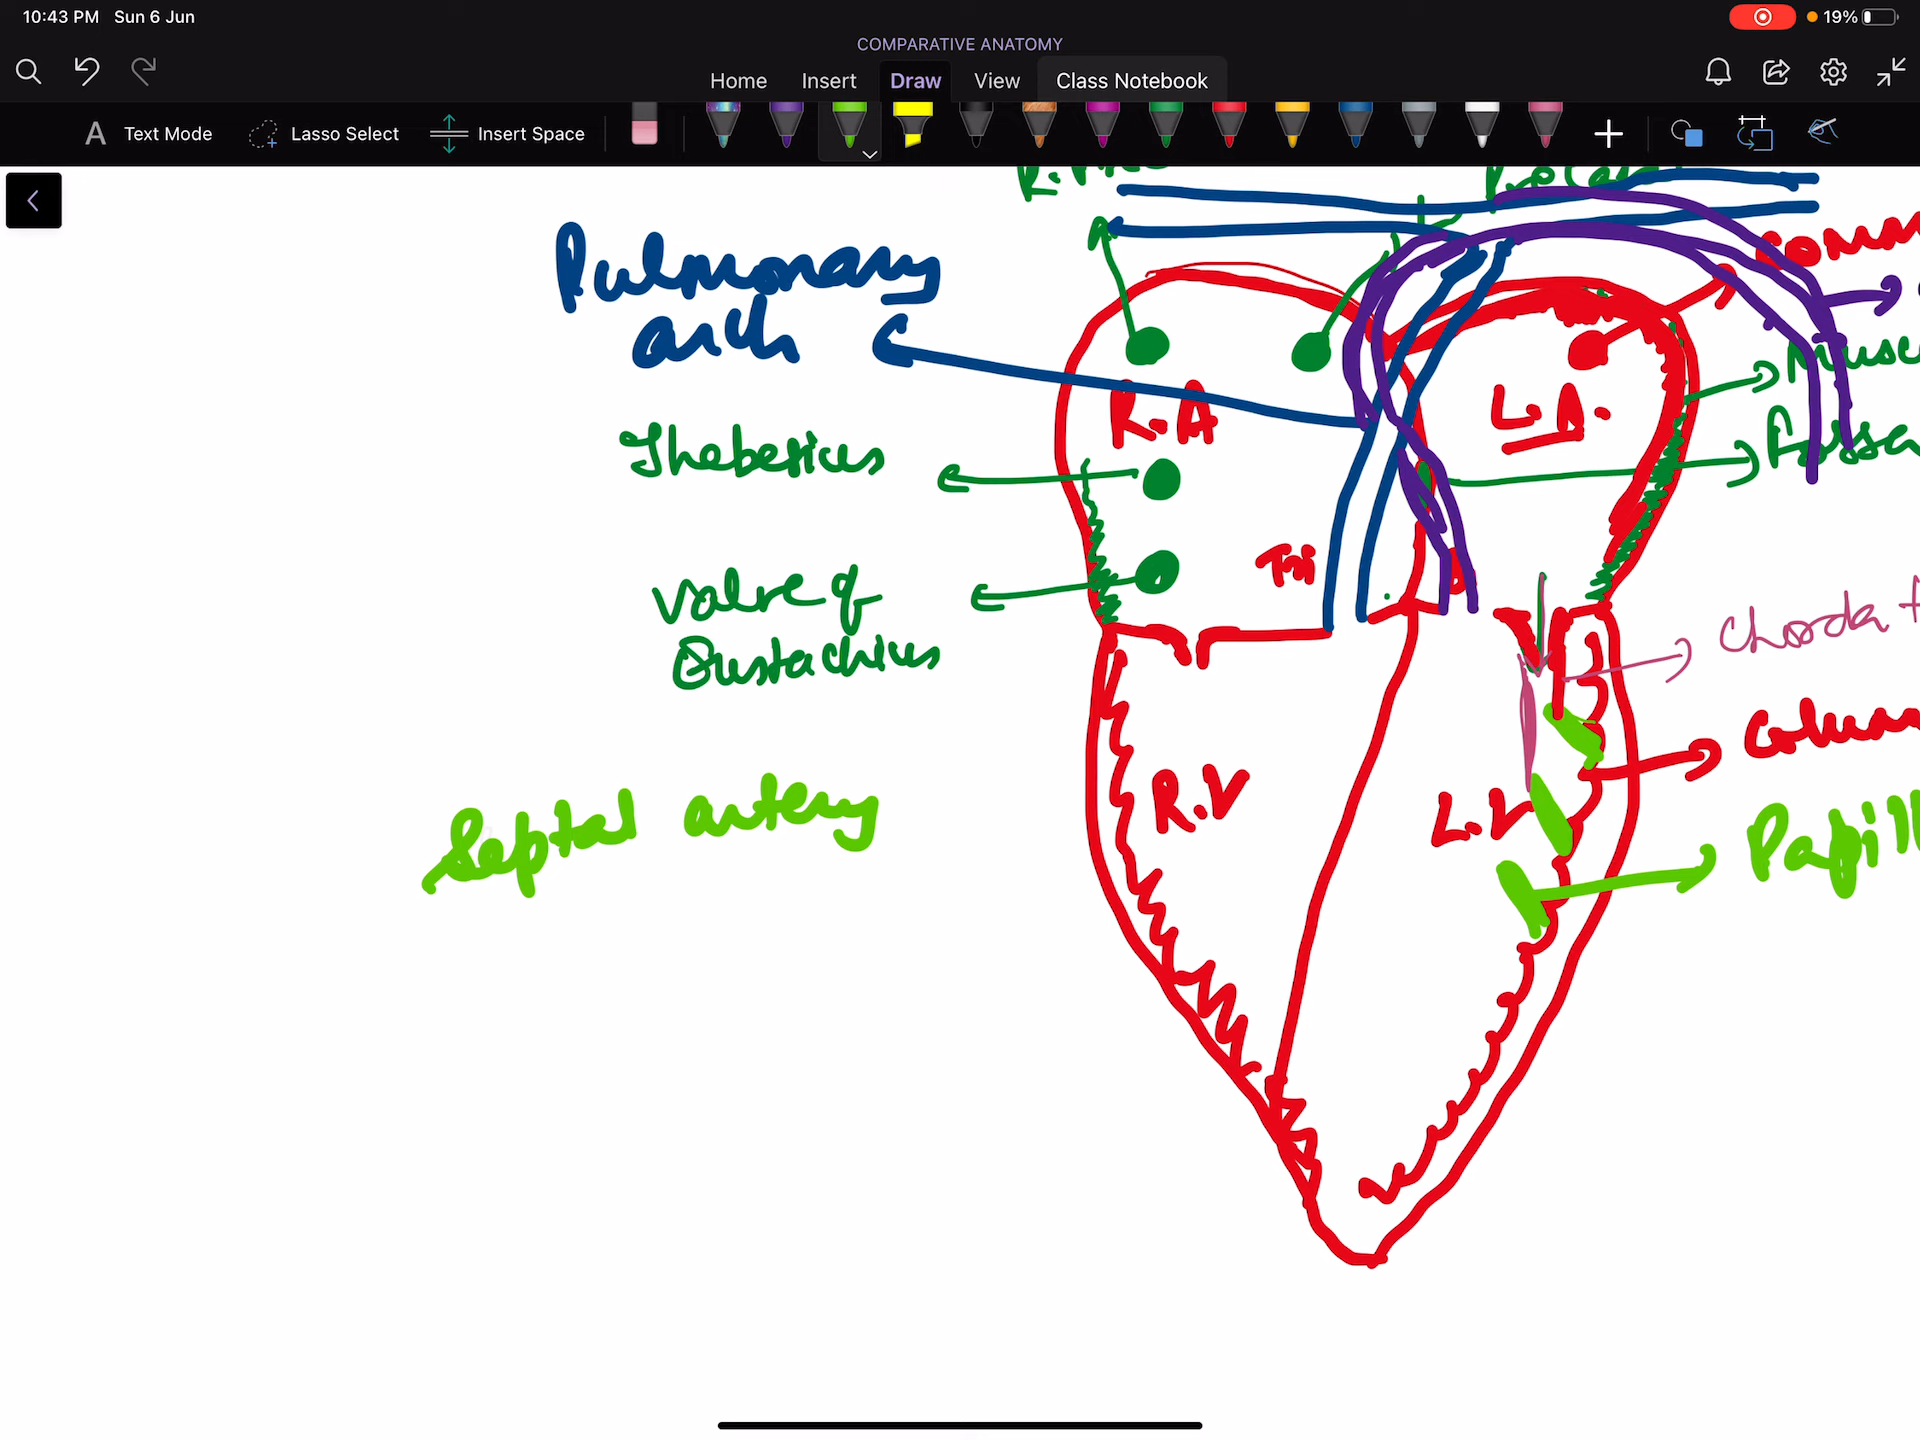 10:43 PM Sun 6 Jun
19%
COMPARATIVE ANATOMY
Home Insert Draw View Class Notebook
A Text Mode Lasso Select Insert Space
Pulmonary
arch
R.A
L.A.
Thebesius
Tri
Valve of
Eustachius
Chorda
R.V
L.V
Septal artery